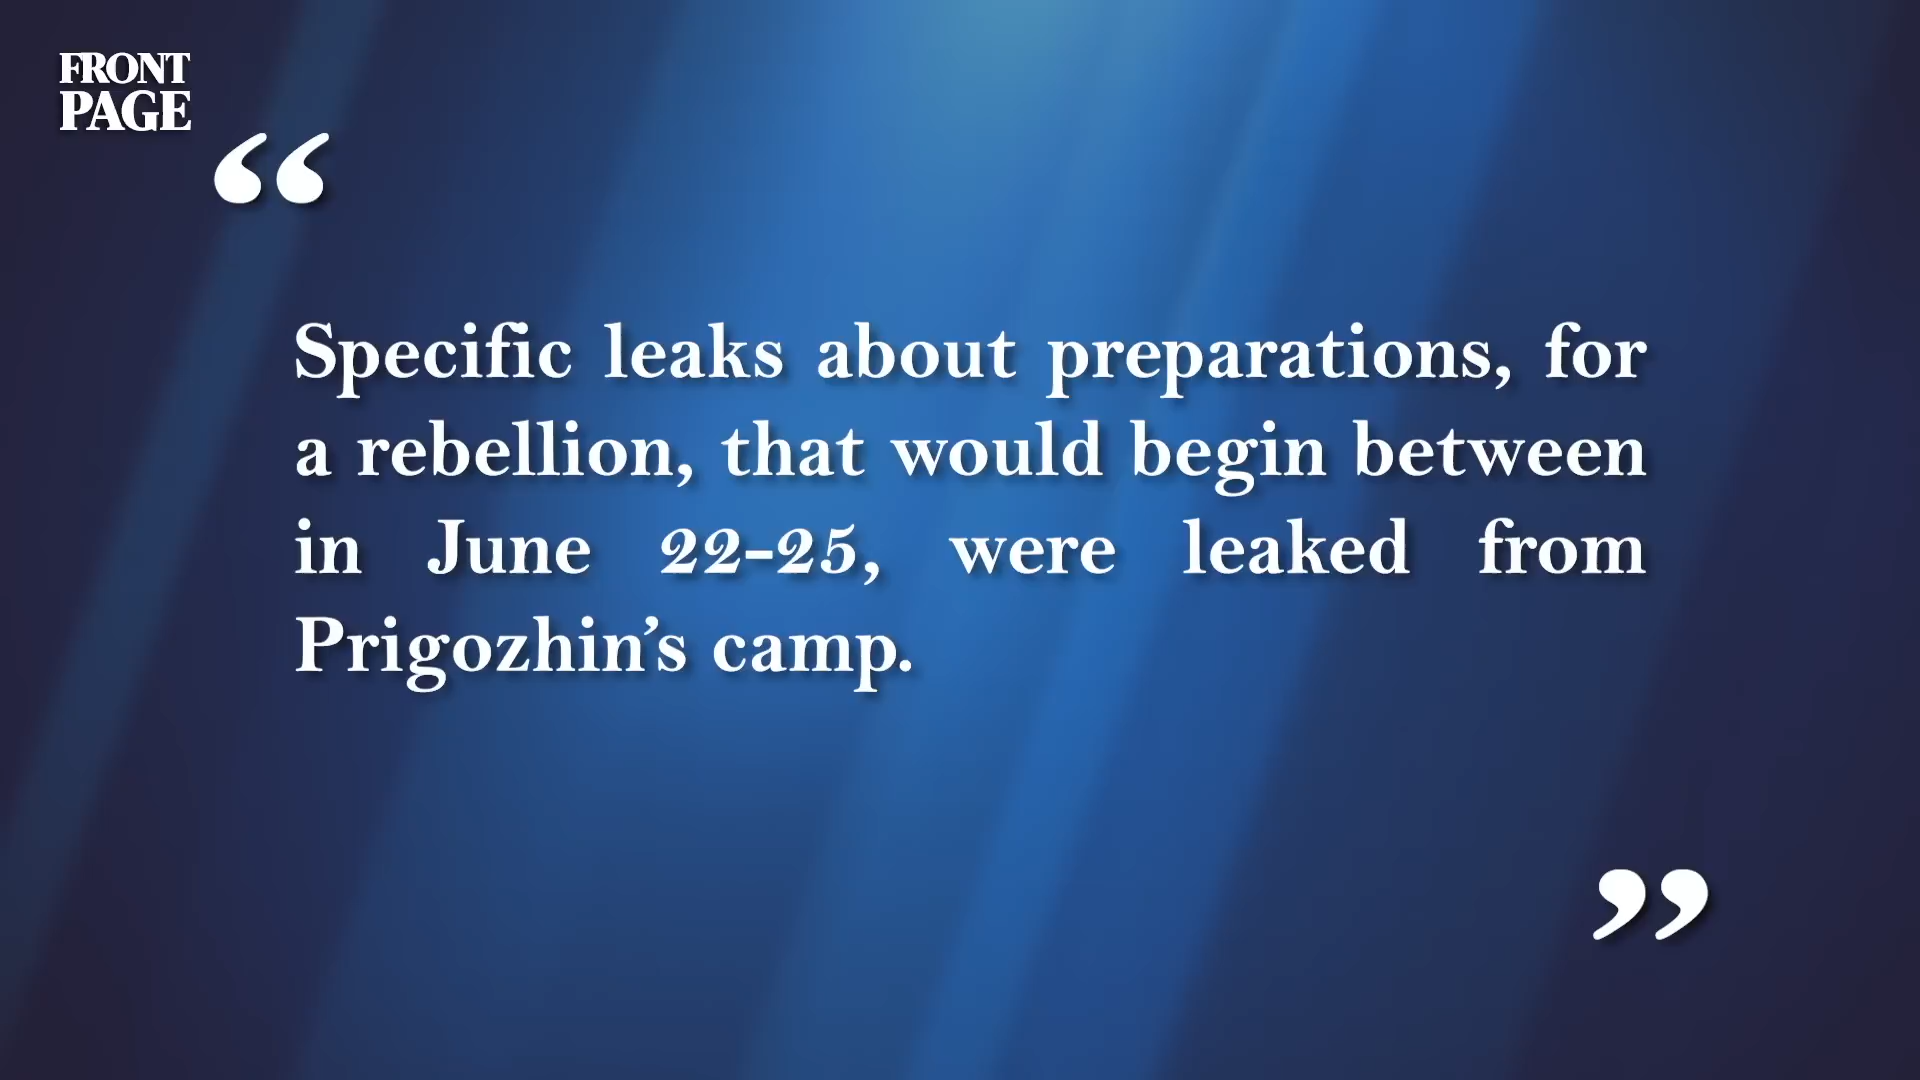 FRONT
PAGE
“
Specific leaks about preparations, for
a rebellion, that would begin between
in June 22-25, were leaked from
Prigozhin’s camp.
”